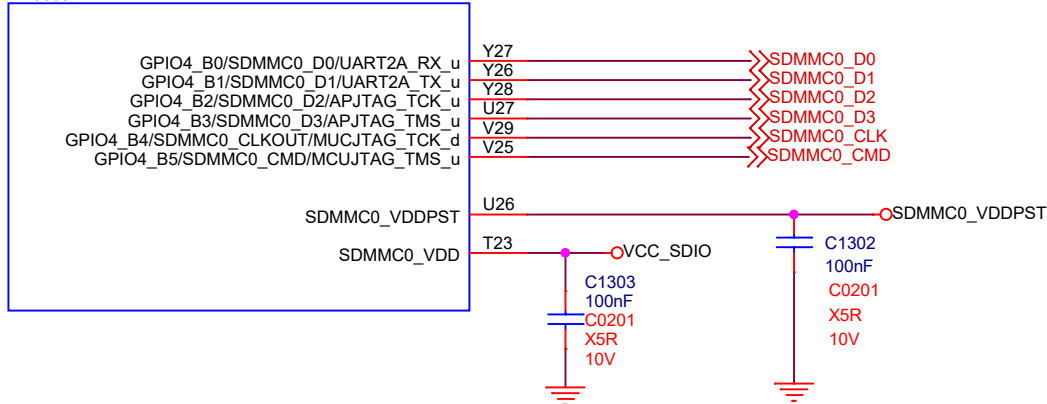 GPIO4_B0/SDMMC0_D0/UART2A_RX_u Y27 SDMMC0_D0
GPIO4_B1/SDMMC0_D1/UART2A_TX_u Y26 SDMMC0_D1
GPIO4_B2/SDMMC0_D2/APJTAG_TCK_u Y28 SDMMC0_D2
GPIO4_B3/SDMMC0_D3/APJTAG_TMS_u U27 SDMMC0_D3
GPIO4_B4/SDMMC0_CLKOUT/MUCJTAG_TCK_d V29 SDMMC0_CLK
GPIO4_B5/SDMMC0_CMD/MCUJTAG_TMS_u V25 SDMMC0_CMD
SDMMC0_VDDPST U26 SDMMC0_VDDPST
SDMMC0_VDD T23 VCC_SDIO
C1303
100nF
C0201
X5R
10V
C1302
100nF
C0201
X5R
10V